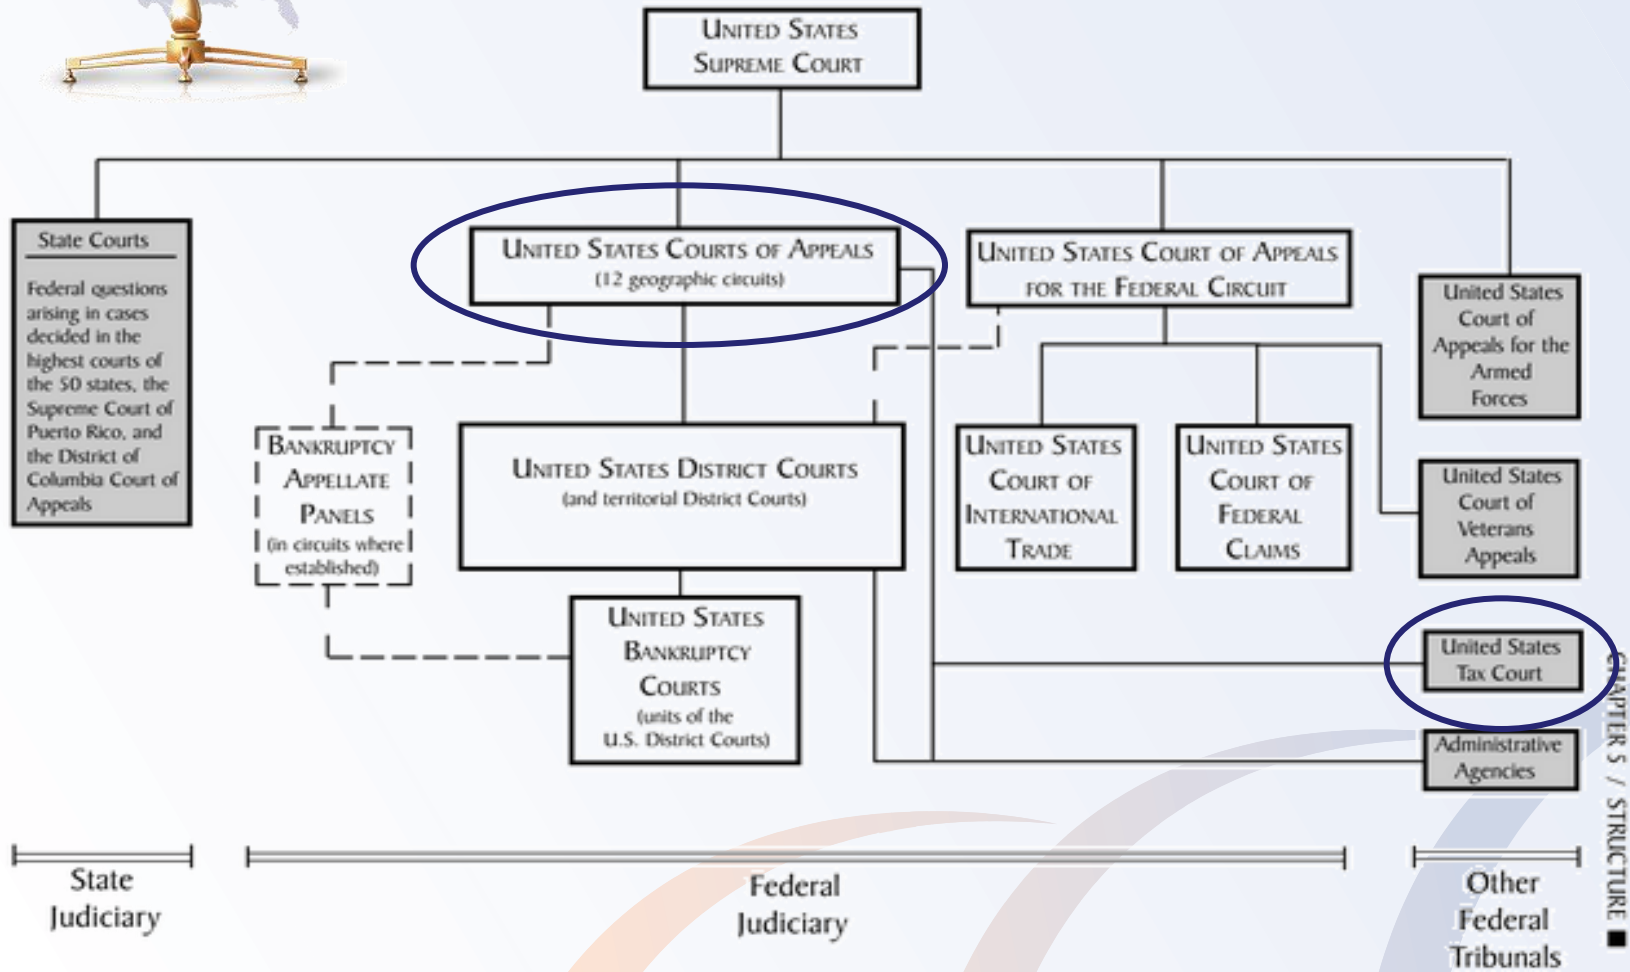 UNITED STATES
SUPREME COURT
State Courts
Federal questions
arising in cases
decided in the
highest courts of
the 50 states, the
Supreme Court of
Puerto Rico, and
the District of
Columbia Court of
Appeals
UNITED STATES COURTS OF APPEALS
(12 geographic circuits)
UNITED STATES COURT OF APPEALS
FOR THE FEDERAL CIRCUIT
United States
Court of
Appeals for the
Armed
Forces
BANKRUPTCY
APPELLATE
PANELS
(in circuits where
established)
UNITED STATES DISTRICT COURTS
(and territorial District Courts)
UNITED STATES
COURT OF
INTERNATIONAL
TRADE
UNITED STATES
COURT OF
FEDERAL
CLAIMS
United States
Court of
Veterans
Appeals
UNITED STATES
BANKRUPTCY
COURTS
(units of the
U.S. District Courts)
United States
Tax Court
Administrative
Agencies
State
Judiciary
Federal
Judiciary
Other
Federal
Tribunals
CHAPTER 5 / STRUCTURE ■